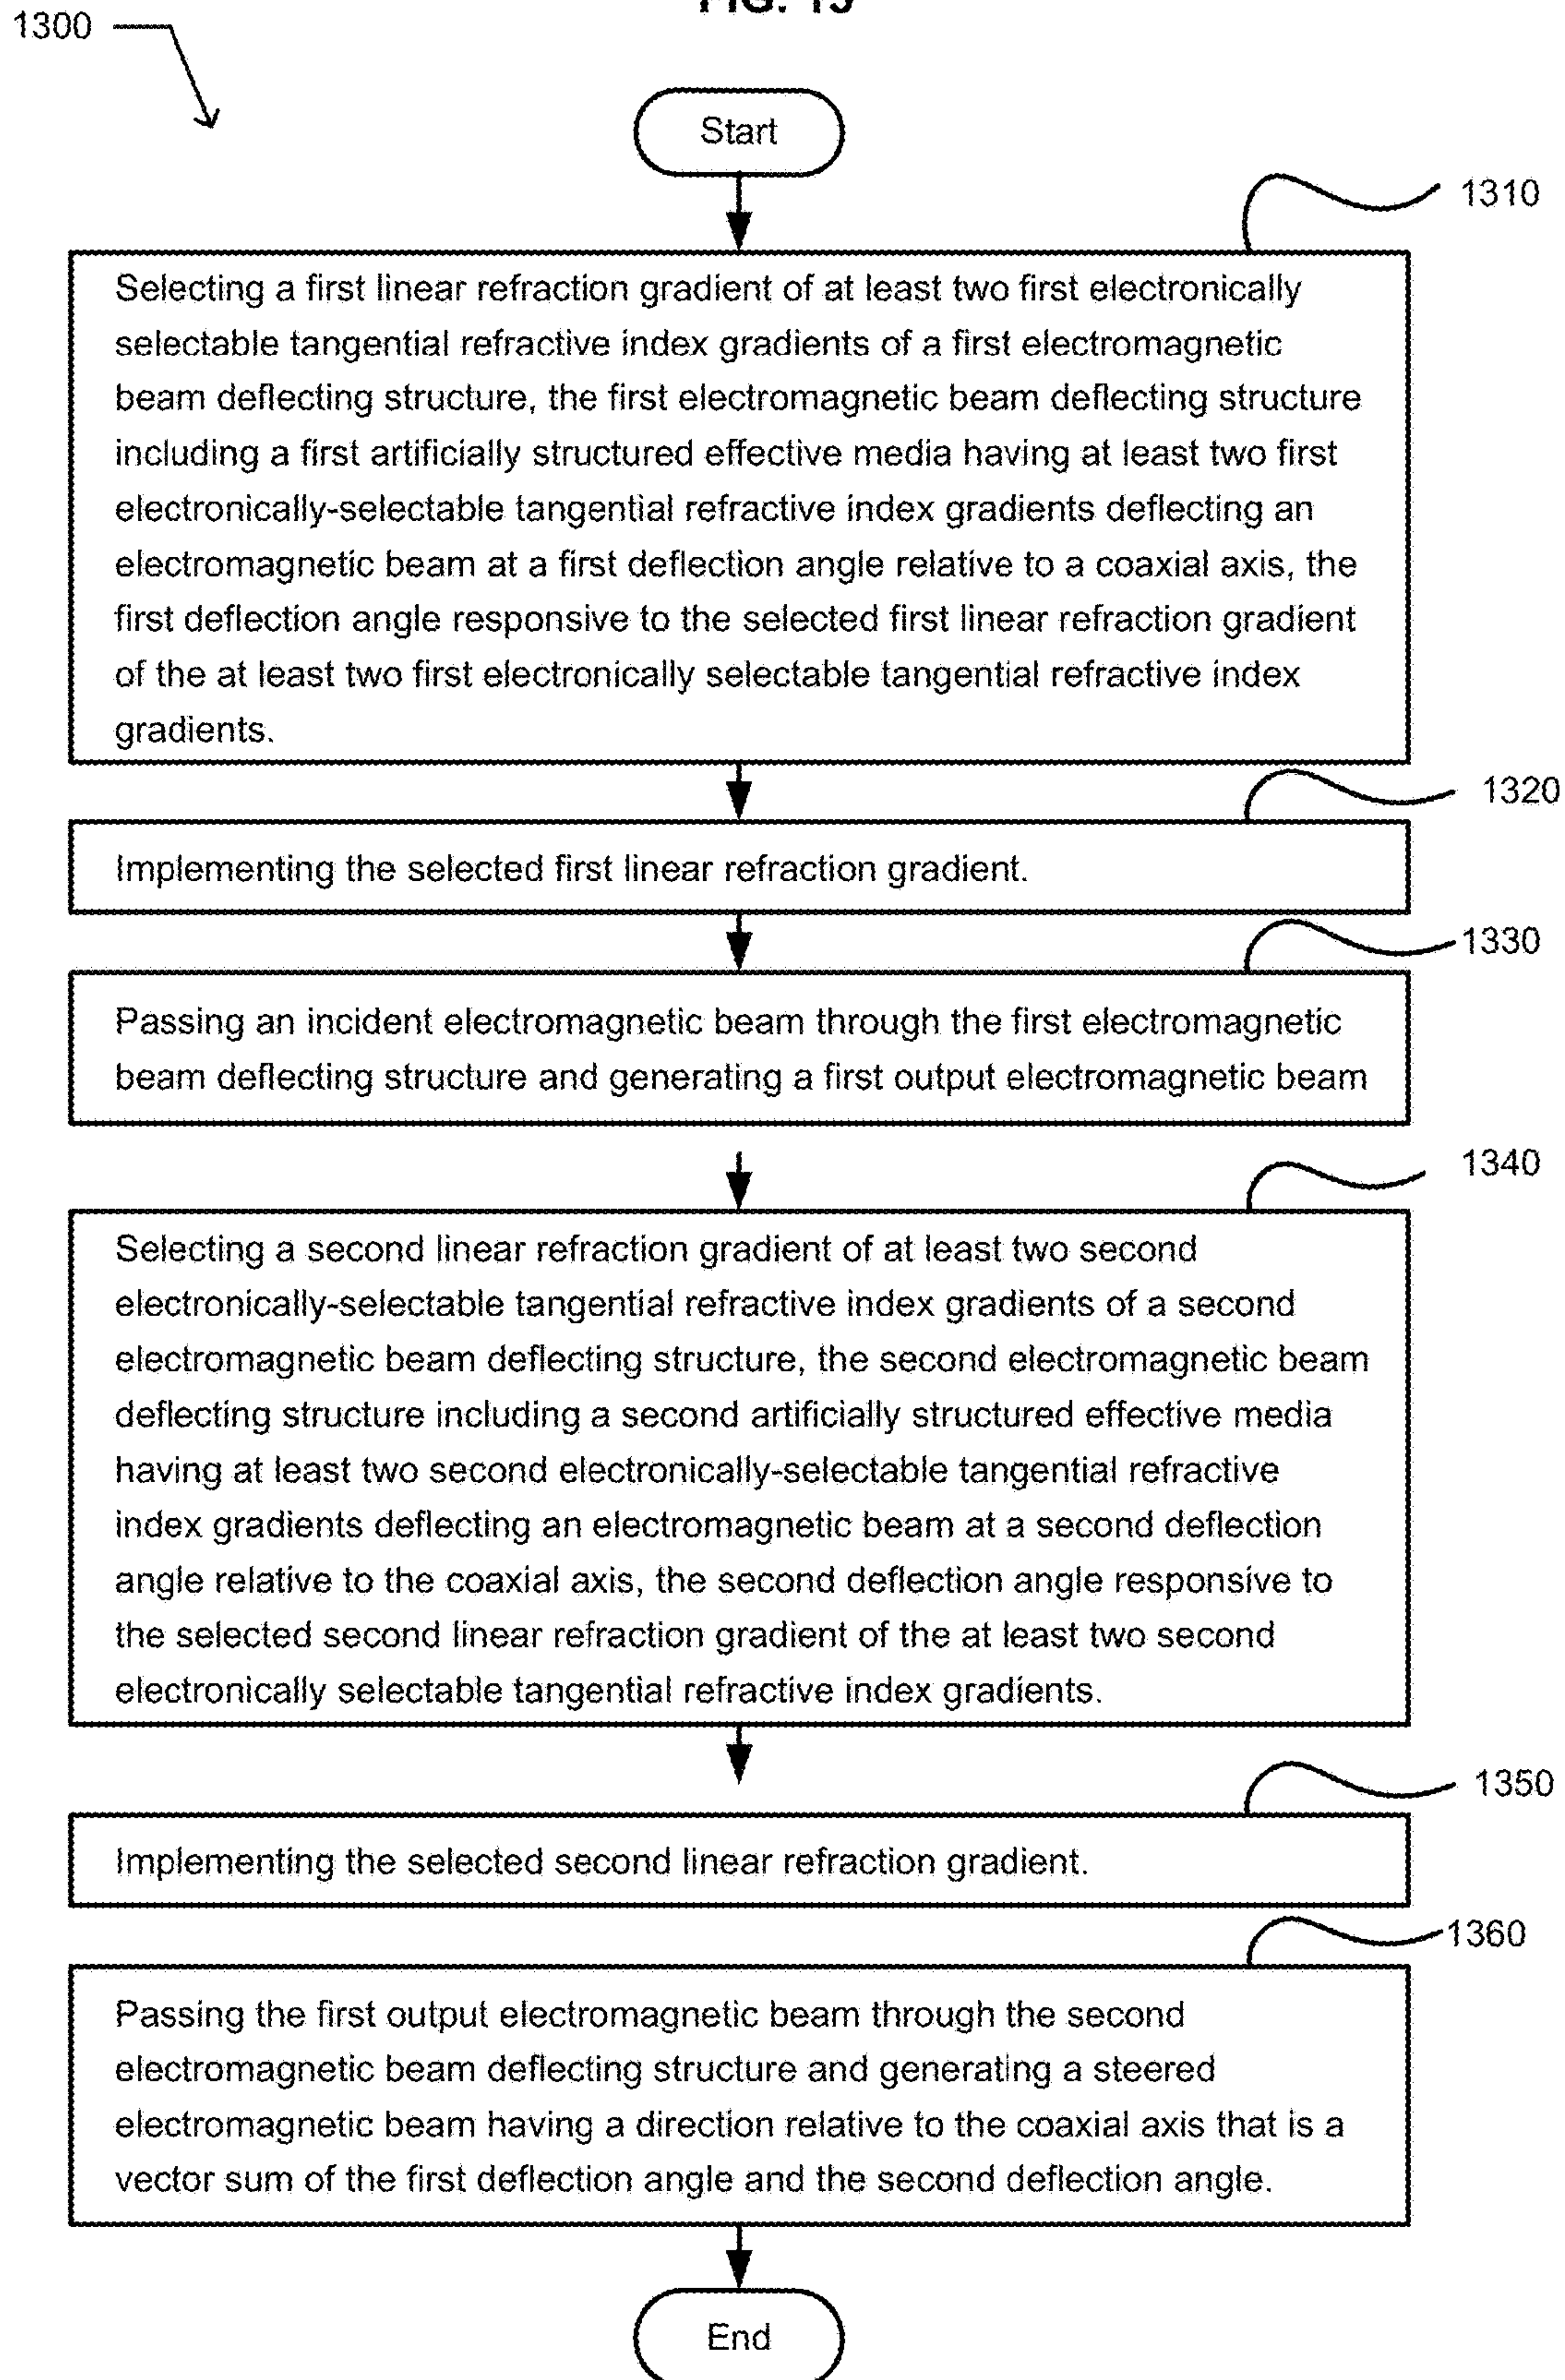 FIG. 13
1300
Start
1310
Selecting a first linear refraction gradient of at least two first electronically
selectable tangential refractive index gradients of a first electromagnetic
beam deflecting structure, the first electromagnetic beam deflecting structure
including a first artificially structured effective media having at least two first
electronically-selectable tangential refractive index gradients deflecting an
electromagnetic beam at a first deflection angle relative to a coaxial axis, the
first deflection angle responsive to the selected first linear refraction gradient
of the at least two first electronically selectable tangential refractive index
gradients.
1320
Implementing the selected first linear refraction gradient.
1330
Passing an incident electromagnetic beam through the first electromagnetic
beam deflecting structure and generating a first output electromagnetic beam
1340
Selecting a second linear refraction gradient of at least two second
electronically-selectable tangential refractive index gradients of a second
electromagnetic beam deflecting structure, the second electromagnetic beam
deflecting structure including a second artificially structured effective media
having at least two second electronically-selectable tangential refractive
index gradients deflecting an electromagnetic beam at a second deflection
angle relative to the coaxial axis, the second deflection angle responsive to
the selected second linear refraction gradient of the at least two second
electronically selectable tangential refractive index gradients.
1350
Implementing the selected second linear refraction gradient.
1360
Passing the first output electromagnetic beam through the second
electromagnetic beam deflecting structure and generating a steered
electromagnetic beam having a direction relative to the coaxial axis that is a
vector sum of the first deflection angle and the second deflection angle.
End